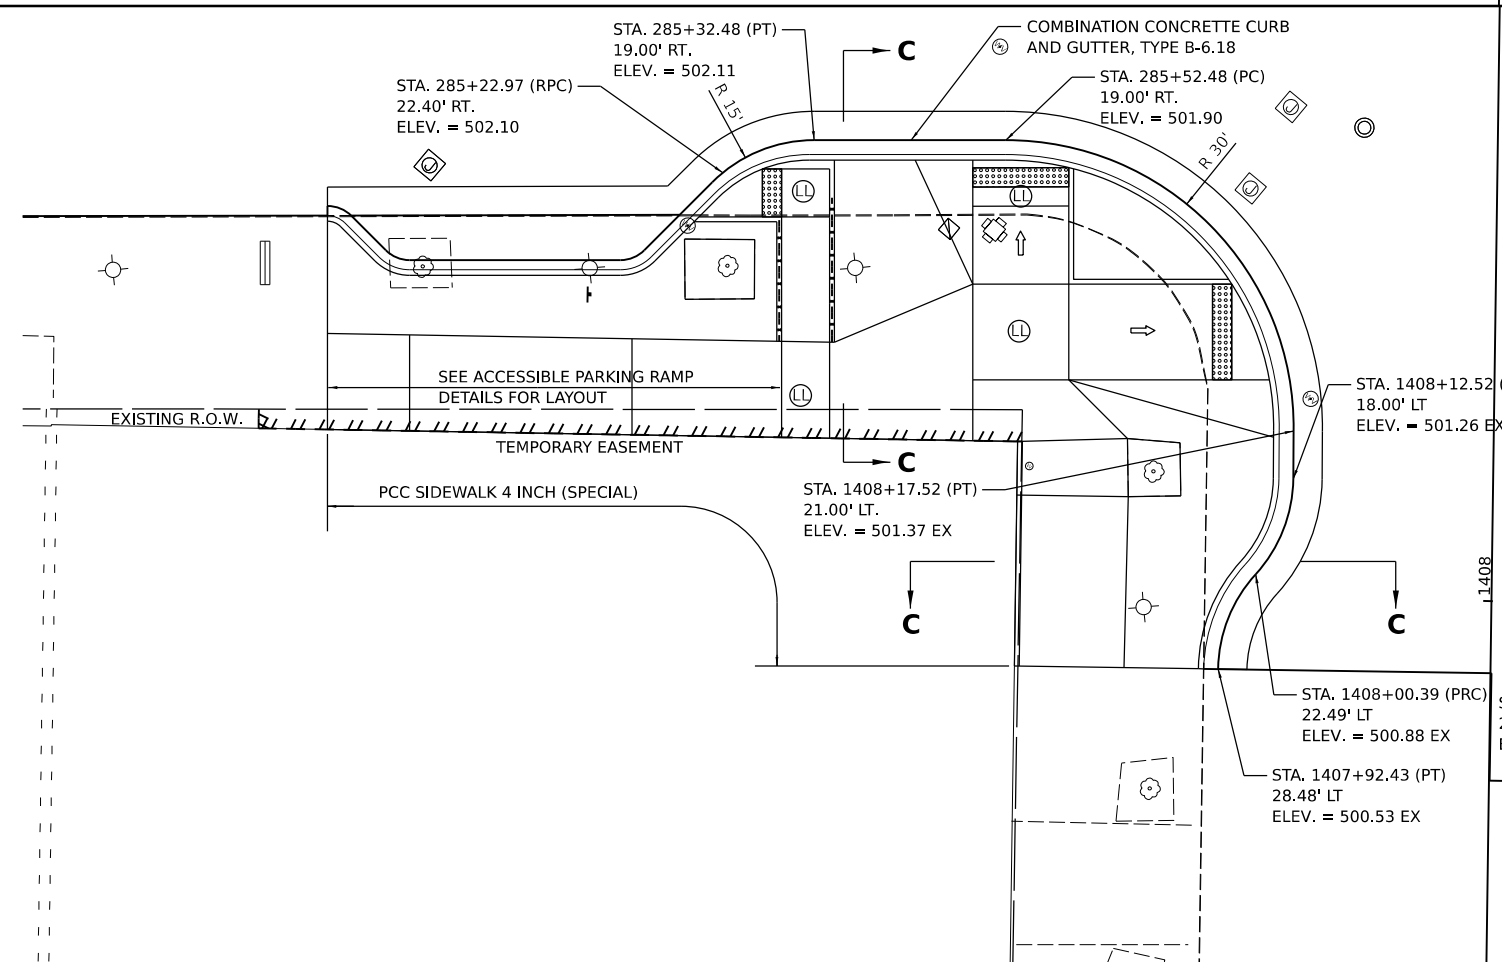 STA. 285+32.48 (PT)
19.00' RT.
ELEV. = 502.11
COMBINATION CONCRETTE CURB
AND GUTTER, TYPE B-6.18
C
STA. 285+22.97 (RPC)
22.40' RT.
ELEV. = 502.10
R 15'
STA. 285+52.48 (PC)
19.00' RT.
ELEV. = 501.90
R 30'
LL
LL
LL
SEE ACCESSIBLE PARKING RAMP
DETAILS FOR LAYOUT
LL
STA. 1408+12.52 (
18.00' LT
ELEV. = 501.26 EX
EXISTING R.O.W.
TEMPORARY EASEMENT
C
PCC SIDEWALK 4 INCH (SPECIAL)
STA. 1408+17.52 (PT)
21.00' LT.
ELEV. = 501.37 EX
1408
C
C
STA. 1408+00.39 (PRC)
22.49' LT
ELEV. = 500.88 EX
STA. 1407+92.43 (PT)
28.48' LT
ELEV. = 500.53 EX